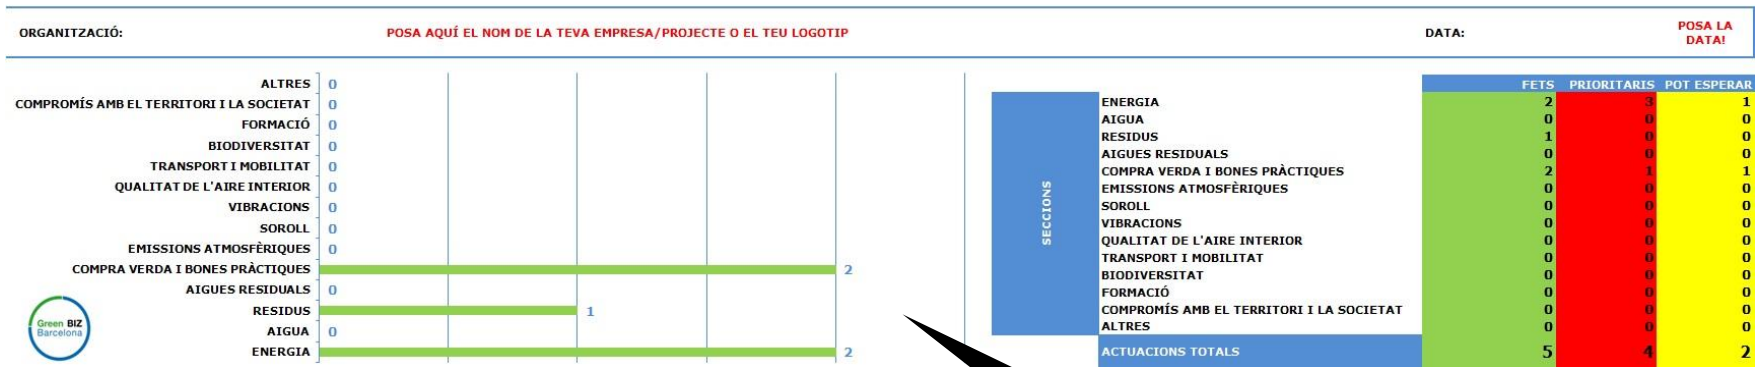 ORGANITZACIÓ: POSA AQUÍ EL NOM DE LA TEVA EMPRESA/PROJECTE O EL TEU LOGOTIP DATA: POSA LA
DATA!
ALTRES 0
COMPROMÍS AMB EL TERRITORI I LA SOCIETAT 0
FORMACIÓ 0
BIODIVERSITAT 0
TRANSPORT I MOBILITAT 0
QUALITAT DE L'AIRE INTERIOR 0
VIBRACIONS 0
SOROLL 0
EMISSIONS ATMOSFÈRIQUES 0
COMPRA VERDA I BONES PRÀCTIQUES 2
AIGUES RESIDUALS 0
RESIDUS 1
AIGUA 0
ENERGIA 2
Green BIZ
Barcelona
FETS PRIORITARIS POT ESPERAR
SECCIONS
ENERGIA 2 3 1
AIGUA 0 0 0
RESIDUS 1 0 0
AIGUES RESIDUALS 0 0 0
COMPRA VERDA I BONES PRÀCTIQUES 2 1 1
EMISSIONS ATMOSFÈRIQUES 0 0 0
SOROLL 0 0 0
VIBRACIONS 0 0 0
QUALITAT DE L'AIRE INTERIOR 0 0 0
TRANSPORT I MOBILITAT 0 0 0
BIODIVERSITAT 0 0 0
FORMACIÓ 0 0 0
COMPROMÍS AMB EL TERRITORI I LA SOCIETAT 0 0 0
ALTRES 0 0 0
ACTUACIONS TOTALS 5 4 2